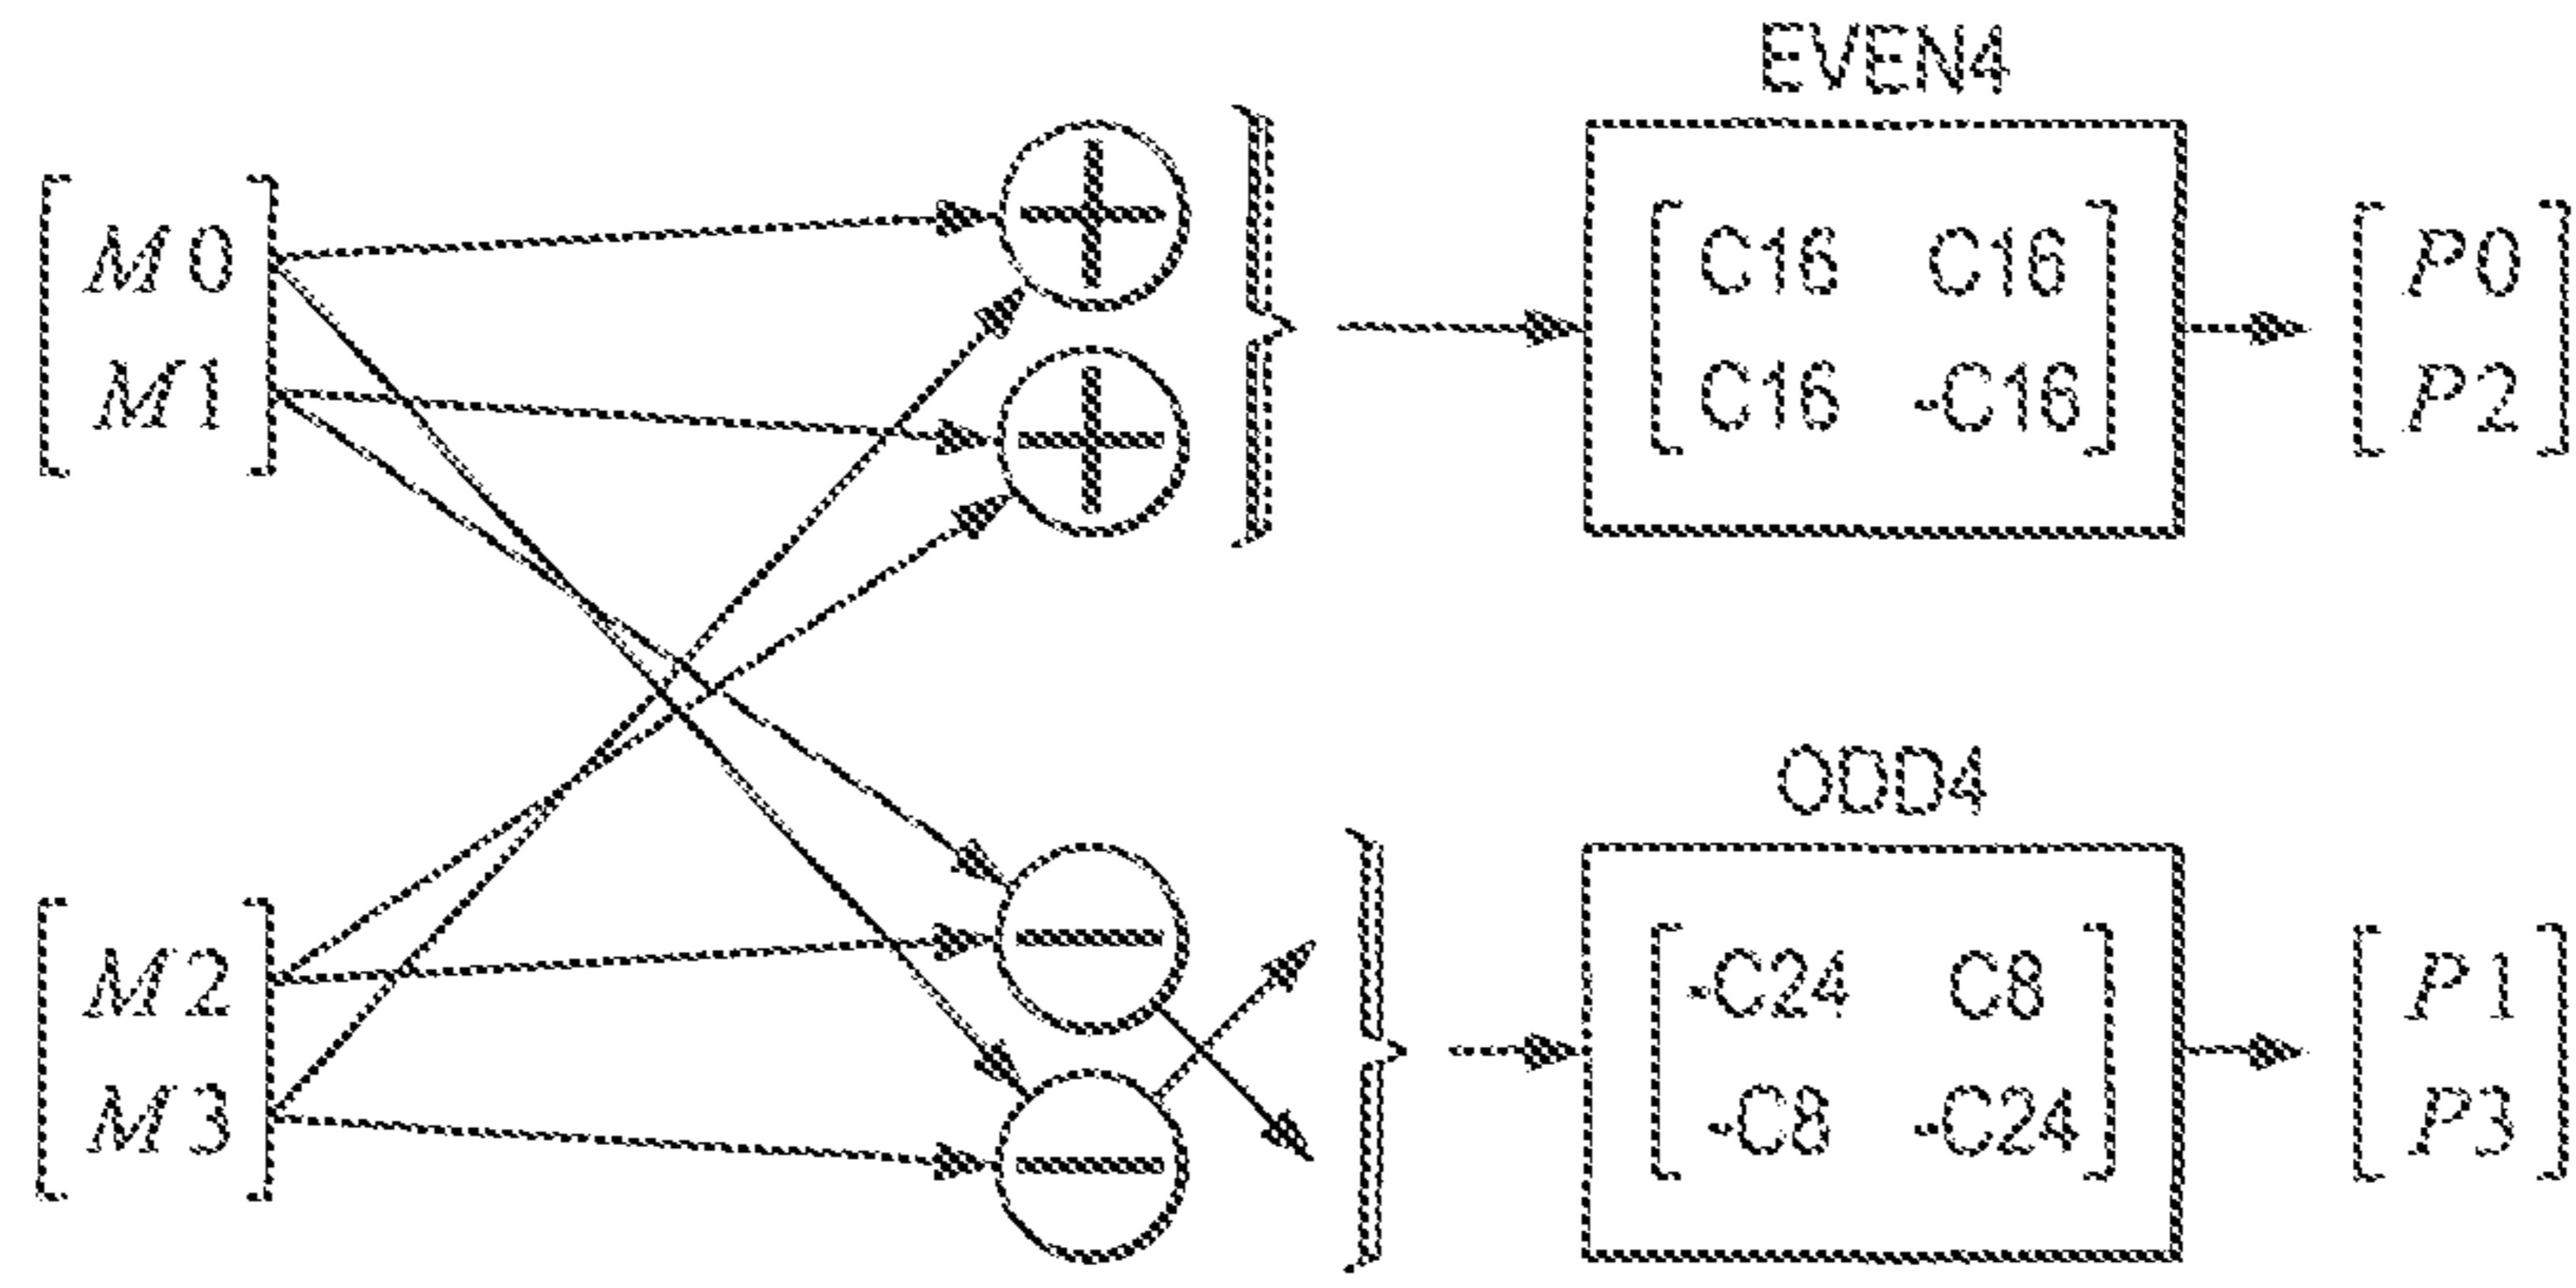 EVEN4
M0
M1
C16 C16
C16 -C16
P0
P2
ODD4
M2
M3
-C24 C8
-C8 -C24
P1
P3